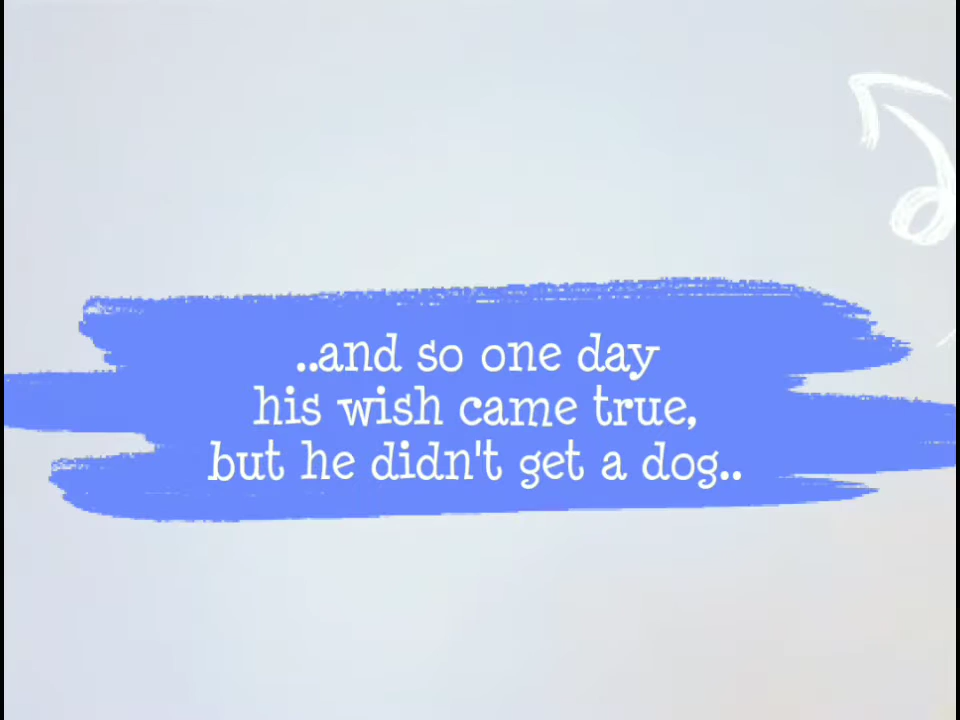 ..and so one day
his wish came true,
but he didn't get a dog..